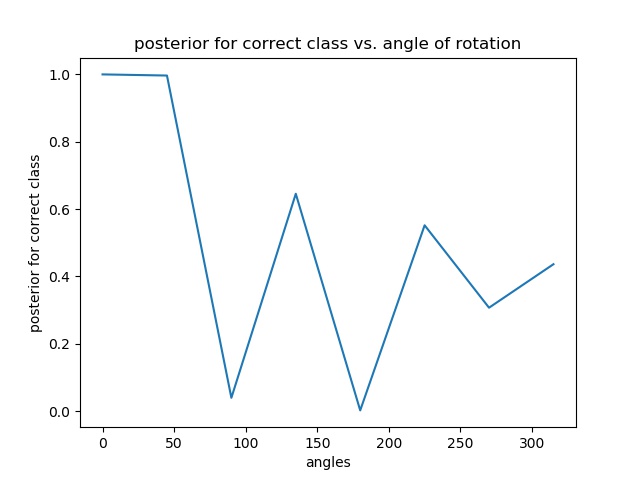 posterior for correct class vs. angle of rotation
1.0
0.8
0.6
0.4
0.2
0.0
posterior for correct class
0 50 100 150 200 250 300
angles